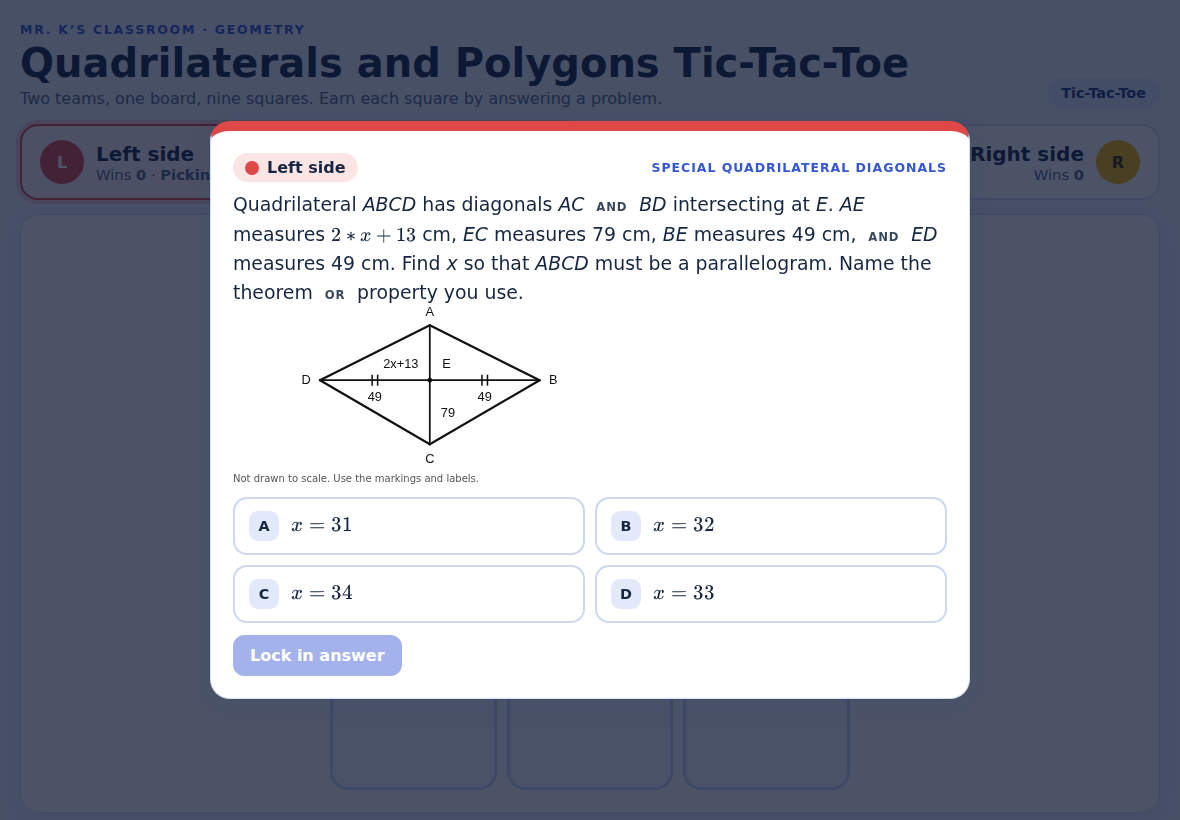 MR. K’S CLASSROOM · GEOMETRY
Quadrilaterals and Polygons Tic-Tac-Toe
Two teams, one board, nine squares. Earn each square by answering a problem.
Tic-Tac-Toe
L
Left side
Wins 0 · Pickin
Right side
Wins 0
R
Left side
SPECIAL QUADRILATERAL DIAGONALS
Quadrilateral ABCD has diagonals AC AND BD intersecting at E. AE
measures 2 * x + 13 cm, EC measures 79 cm, BE measures 49 cm, AND ED
measures 49 cm. Find x so that ABCD must be a parallelogram. Name the
theorem OR property you use.
A
2x+13
E
D
B
49
49
79
C
Not drawn to scale. Use the markings and labels.
A x = 31
B x = 32
C x = 34
D x = 33
Lock in answer